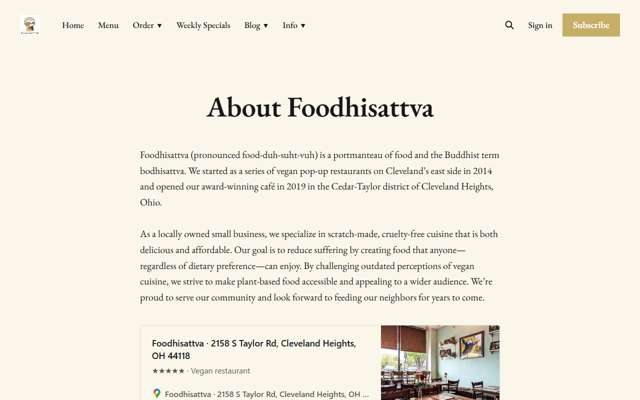 Home Menu Order ▼ Weekly Specials Blog ▼ Info ▼ Sign in Subscribe
About Foodhisattva
Foodhisattva (pronounced food-duh-suht-vuh) is a portmanteau of food and the Buddhist term
bodhisattva. We started as a series of vegan pop-up restaurants on Cleveland's east side in 2014
and opened our award-winning café in 2019 in the Cedar-Taylor district of Cleveland Heights,
Ohio.
As a locally owned small business, we specialize in scratch-made, cruelty-free cuisine that is both
delicious and affordable. Our goal is to reduce suffering by creating food that anyone—
regardless of dietary preference—can enjoy. By challenging outdated perceptions of vegan
cuisine, we strive to make plant-based food accessible and appealing to a wider audience. We're
proud to serve our community and look forward to feeding our neighbors for years to come.
Foodhisattva · 2158 S Taylor Rd, Cleveland Heights,
OH 44118
★★★★★ · Vegan restaurant
Foodhisattva · 2158 S Taylor Rd, Cleveland Heights, OH ...